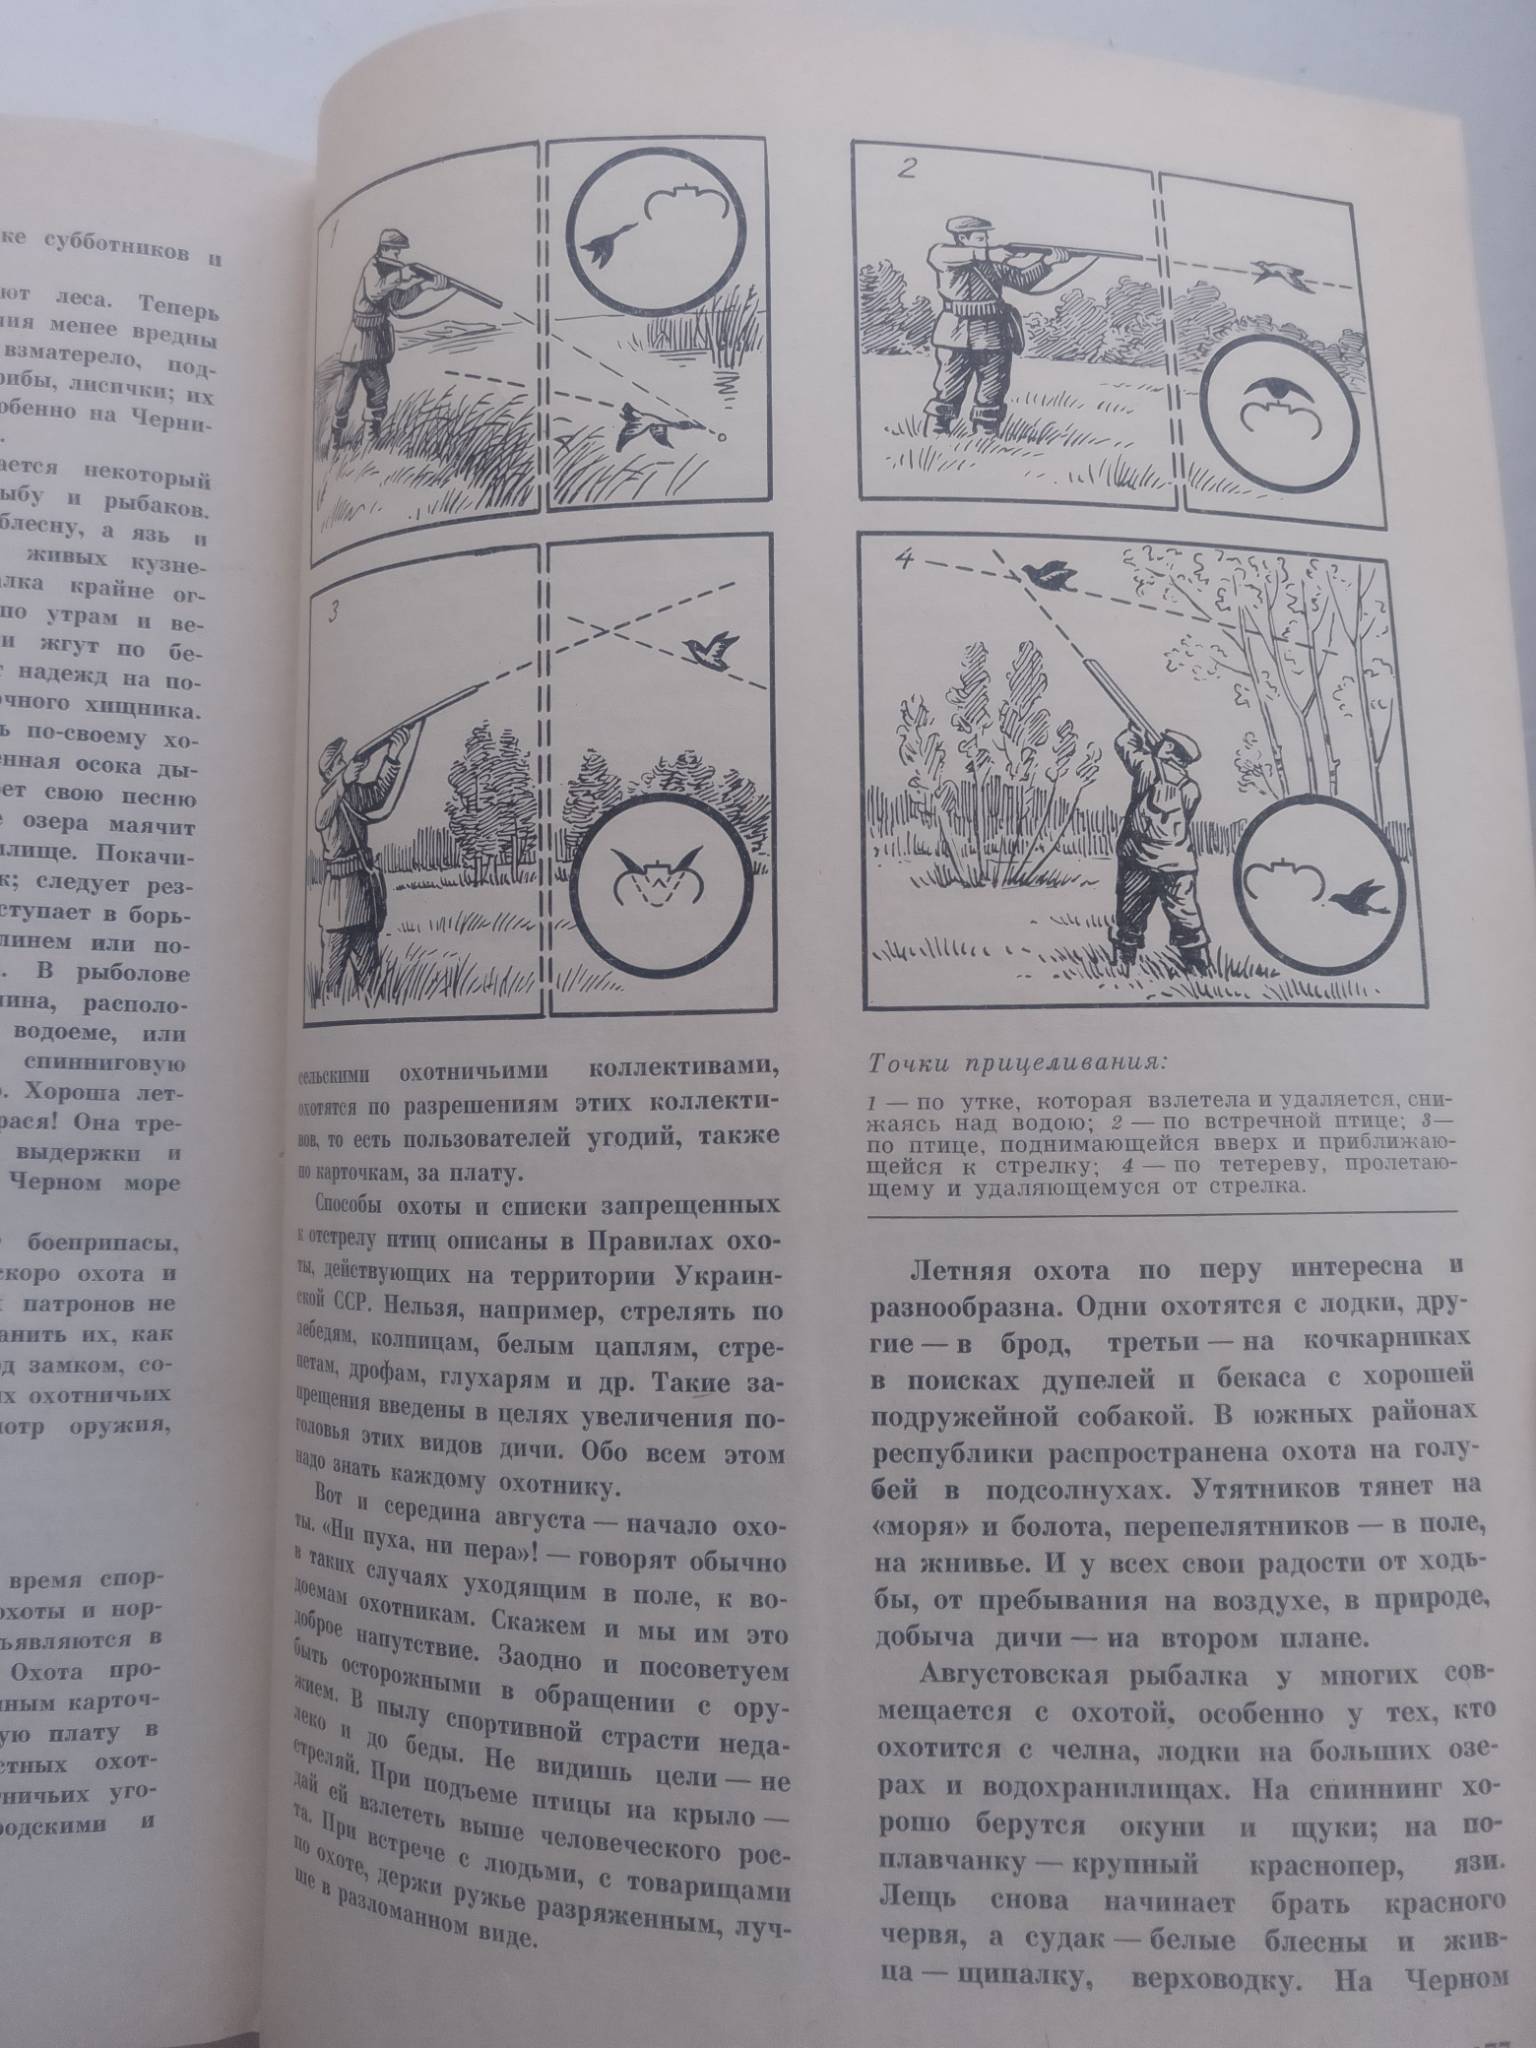 ке субботников и
ют леса. Теперь
ния менее вредны
взматерело, под-
рибы, лисички; их
обенно на Черни-
ается некоторый
ыбу и рыбаков.
блесну, а язь и
живых кузне-
алка крайне ог-
по утрам и ве-
и жгут по бе-
т надежд на по-
очного хищника.
ь по-своему хо-
енная осока ды-
ет свою песню
е озера маячит
илище. Покачи-
к; следует рез-
ступает в борь-
линем или по-
. В рыболове
ина, располо-
водоеме, или
спиннинговую
о. Хороша лет-
рася! Она тре-
выдержки и
Черном море
боеприпасы,
скоро охота и
патронов не
анить их, как
од замком, со-
их охотничьих
мотр оружия,
время спор-
охоты и нор-
ъявляются в
Охота про-
нным карточ-
ую плату в
стных охот-
тничьих уго-
родскими и
1
2
3
4
сельскими охотничьими коллективами,
охотятся по разрешениям этих коллекти-
вов, то есть пользователей угодий, также
по карточкам, за плату.
Способы охоты и списки запрещенных
к отстрелу птиц описаны в Правилах охо-
ты, действующих на территории Украин-
ской ССР. Нельзя, например, стрелять по
лебедям, колпицам, белым цаплям, стре-
петам, дрофам, глухарям и др. Такие за-
прещения введены в целях увеличения по-
головья этих видов дичи. Обо всем этом
надо знать каждому охотнику.
Вот и середина августа — начало охо-
ты. «Ни пуха, ни пера»! — говорят обычно
в таких случаях уходящим в поле, к во-
доемам охотникам. Скажем и мы им это
доброе напутствие. Заодно и посоветуем
быть осторожными в обращении с ору-
жием. В пылу спортивной страсти неда-
леко и до беды. Не видишь цели — не
стреляй. При подъеме птицы на крыло —
дай ей взлететь выше человеческого рос-
та. При встрече с людьми, с товарищами
по охоте, держи ружье разряженным, луч-
ше в разломанном виде.
Точки прицеливания:
1 — по утке, которая взлетела и удаляется, сни-
жаясь над водою; 2 — по встречной птице; 3 —
по птице, поднимающейся вверх и приближаю-
щейся к стрелку; 4 — по тетереву, пролетаю-
щему и удаляющемуся от стрелка.
Летняя охота по перу интересна и
разнообразна. Одни охотятся с лодки, дру-
гие — в брод, третьи — на кочкарниках
в поисках дупелей и бекаса с хорошей
подружейной собакой. В южных районах
республики распространена охота на голу-
бей в подсолнухах. Утятников тянет на
«моря» и болота, перепелятников — в поле,
на жнивье. И у всех свои радости от ходь-
бы, от пребывания на воздухе, в природе,
добыча дичи — на втором плане.
Августовская рыбалка у многих сов-
мещается с охотой, особенно у тех, кто
охотится с челна, лодки на больших озе-
рах и водохранилищах. На спиннинг хо-
рошо берутся окуни и щуки; на по-
плавчанку — крупный краснопер, язи.
Лещь снова начинает брать красного
червя, а судак — белые блесны и жив-
ца — щипалку, верховодку. На Черном